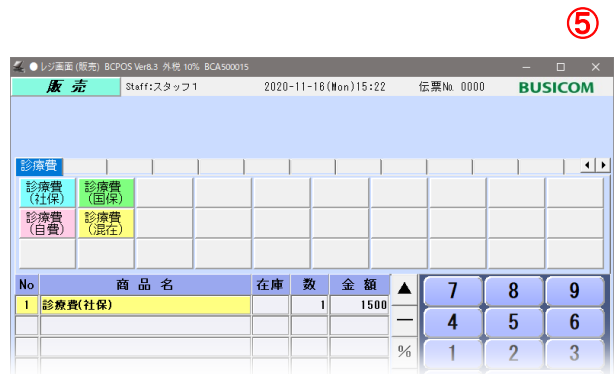 ⑤
レジ画面 (販売) BCPOS Ver8.3 外税 10% BCA500015
販 売 Staff:スタッフ1 2020-11-16(Mon)15:22 伝票No. 0000 BUSICOM
診療費
診療費(社保) 診療費(国保)
診療費(自費) 診療費(混在)
No 商 品 名 在庫 数 金 額 ▲ 7 8 9
1 診療費(社保) 1 1500
— 4 5 6
% 1 2 3